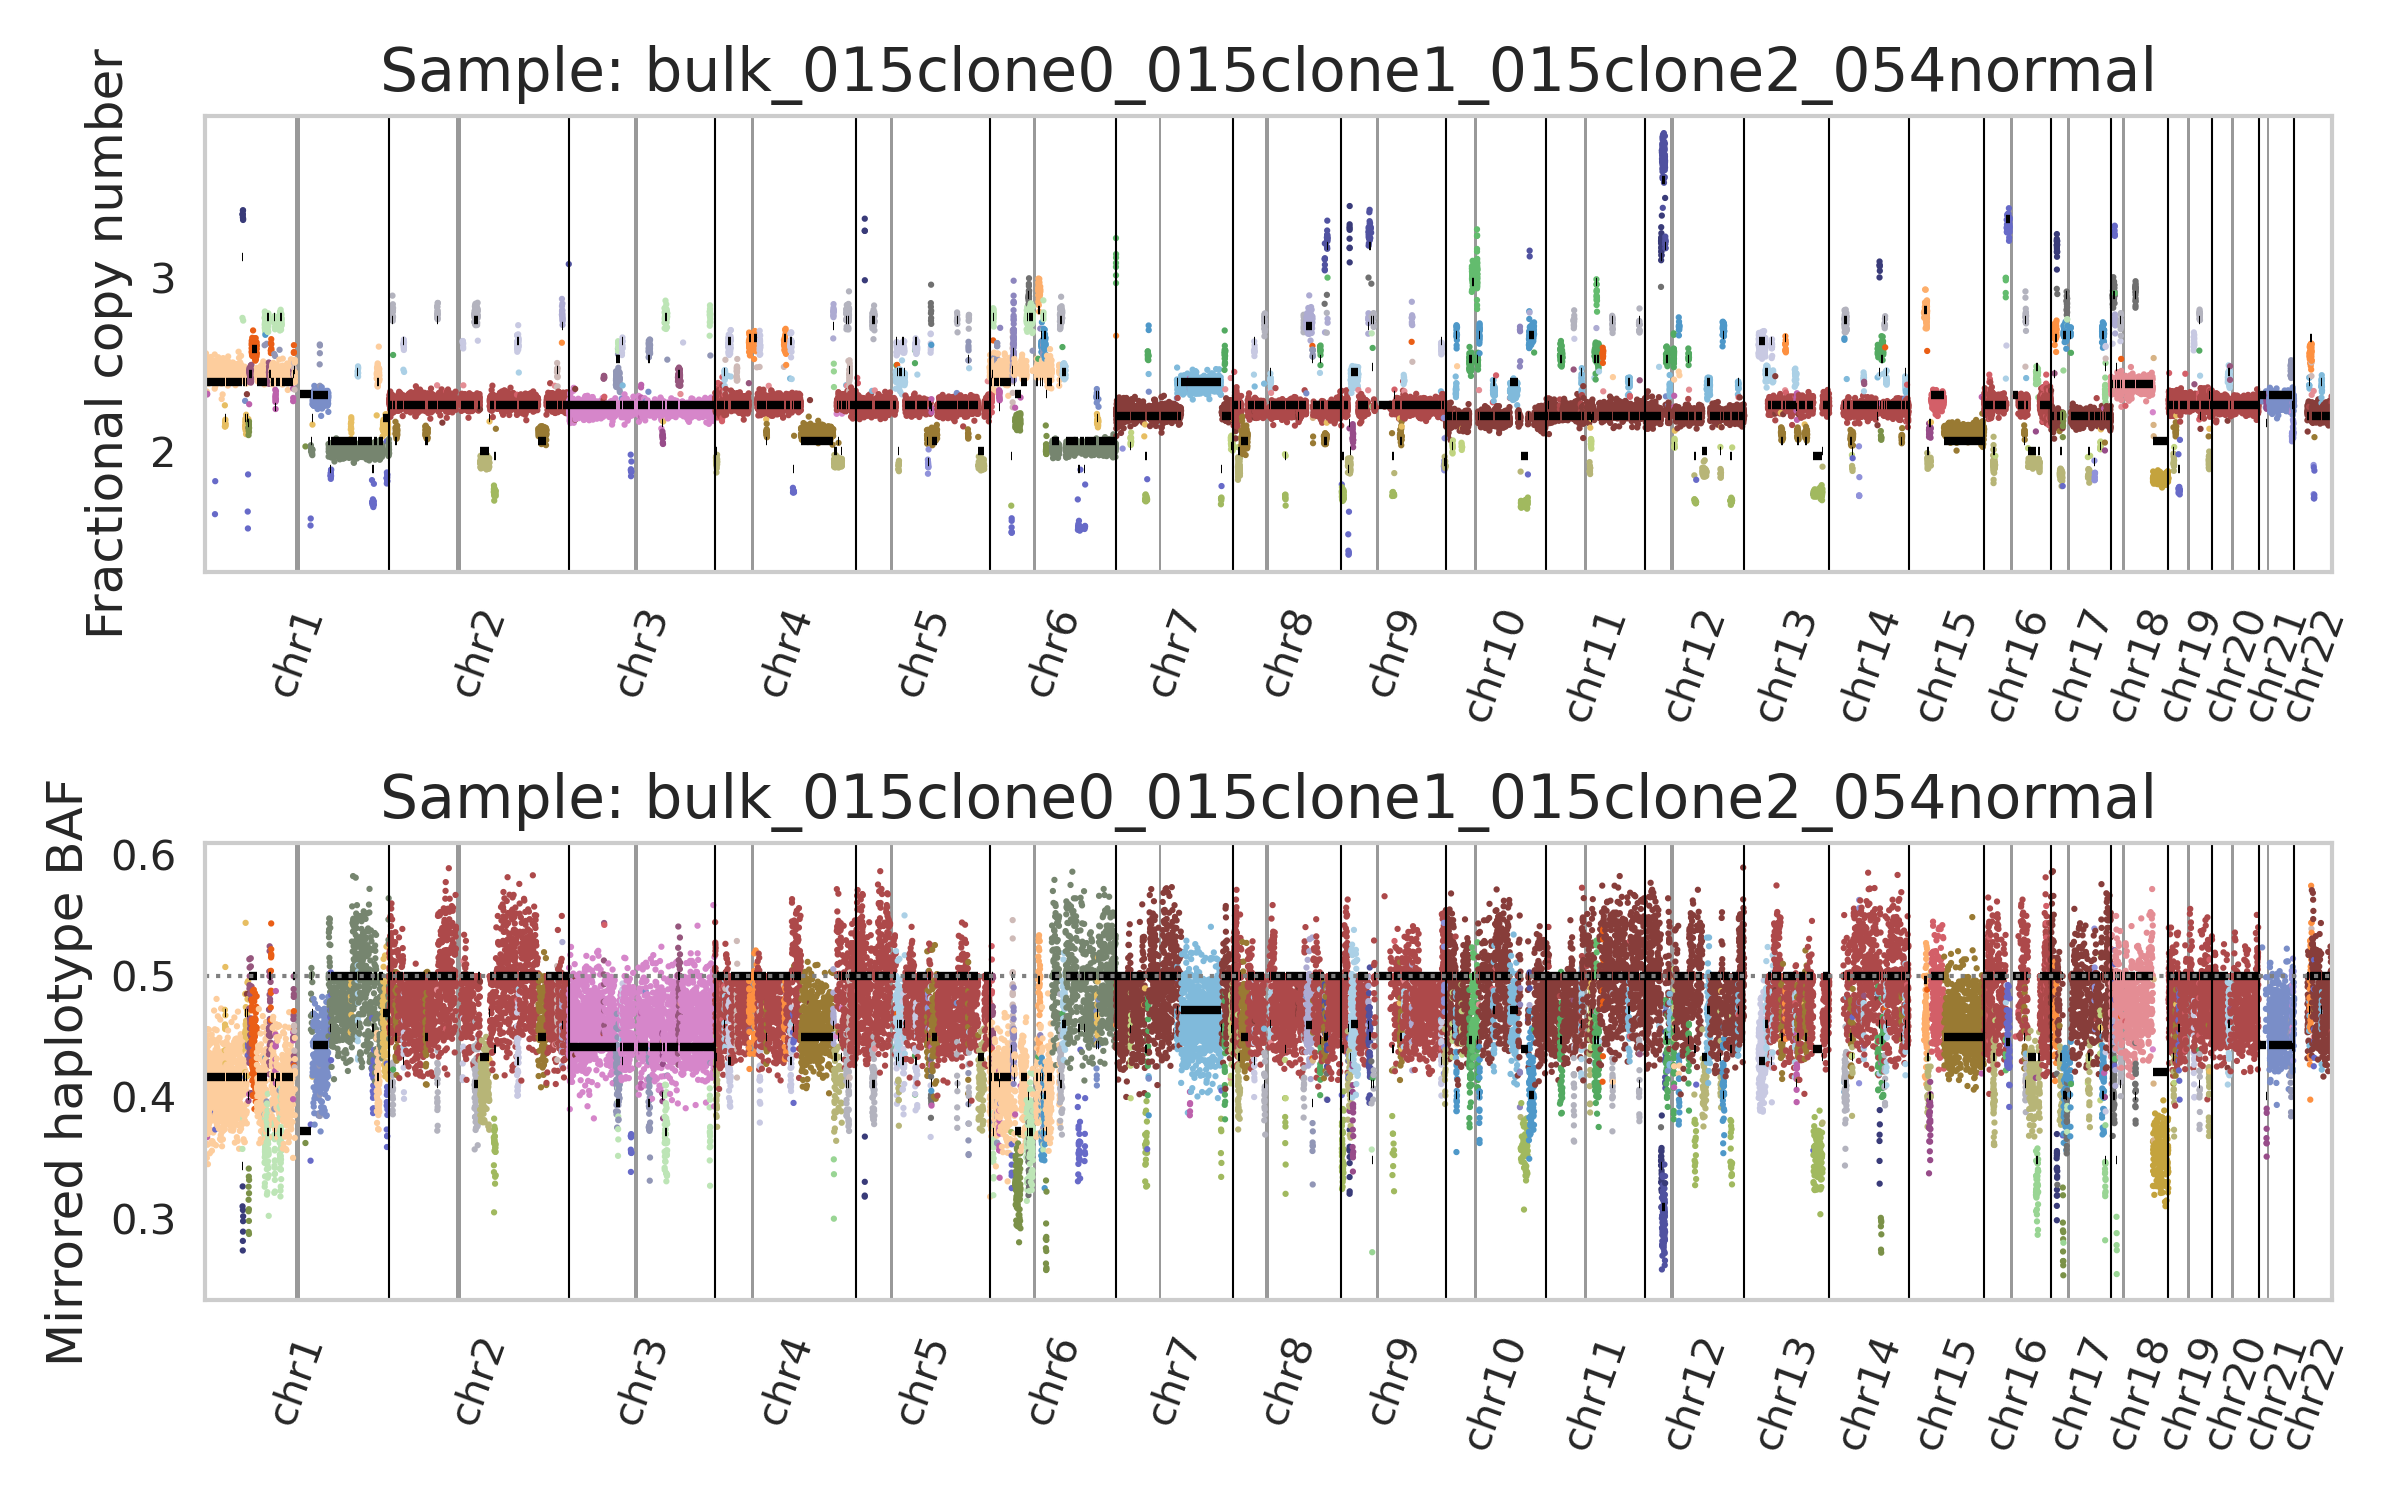 Sample: bulk_015clone0_015clone1_015clone2_054normal
Fractional copy number
3
2
chr1
chr2
chr3
chr4
chr5
chr6
chr7
chr8
chr9
chr10
chr11
chr12
chr13
chr14
chr15
chr16
chr17
chr18
chr19
chr20
chr21
chr22
Sample: bulk_015clone0_015clone1_015clone2_054normal
Mirrored haplotype BAF
0.6
0.5
0.4
0.3
chr1
chr2
chr3
chr4
chr5
chr6
chr7
chr8
chr9
chr10
chr11
chr12
chr13
chr14
chr15
chr16
chr17
chr18
chr19
chr20
chr21
chr22